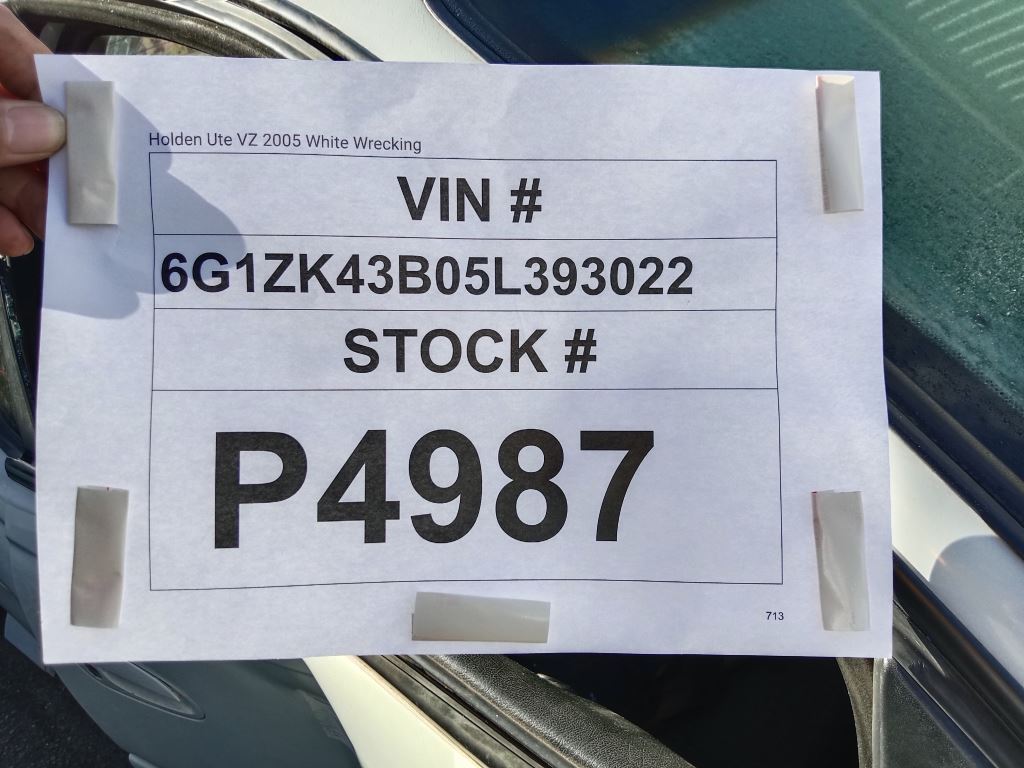 Holden Ute VZ 2005 White Wrecking
VIN #
6G1ZK43B05L393022
STOCK #
P4987
713